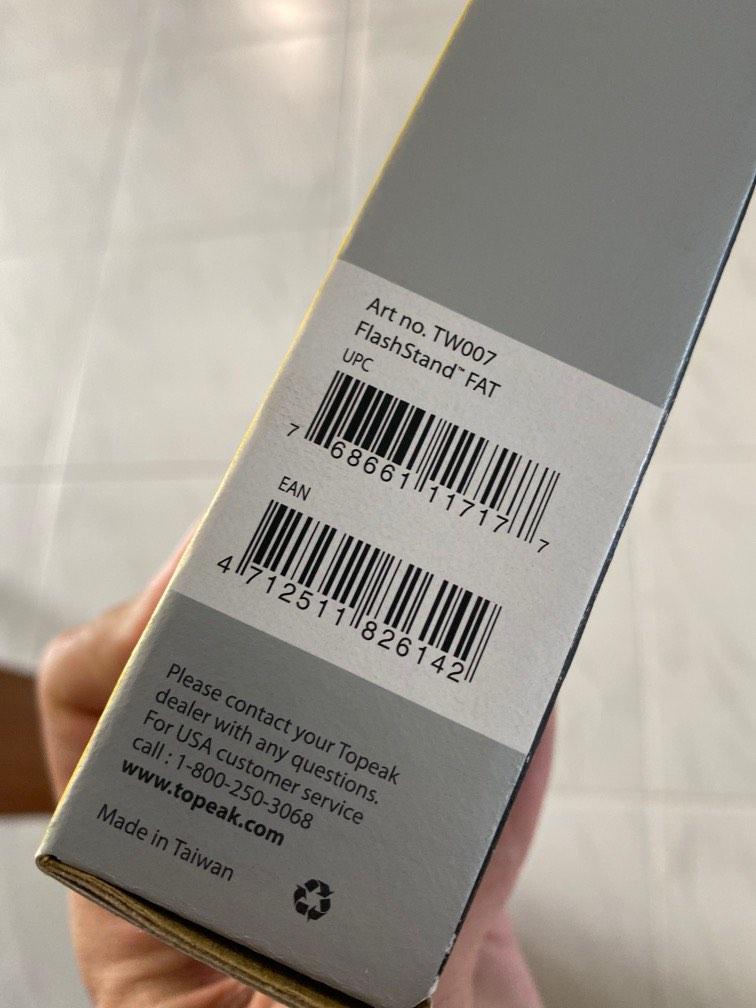 Art no. TW007
FlashStand™ FAT
UPC
7 68661 11717 7
EAN
4 712511 826142
Please contact your Topeak
dealer with any questions.
For USA customer service
call : 1-800-250-3068
www.topeak.com
Made in Taiwan